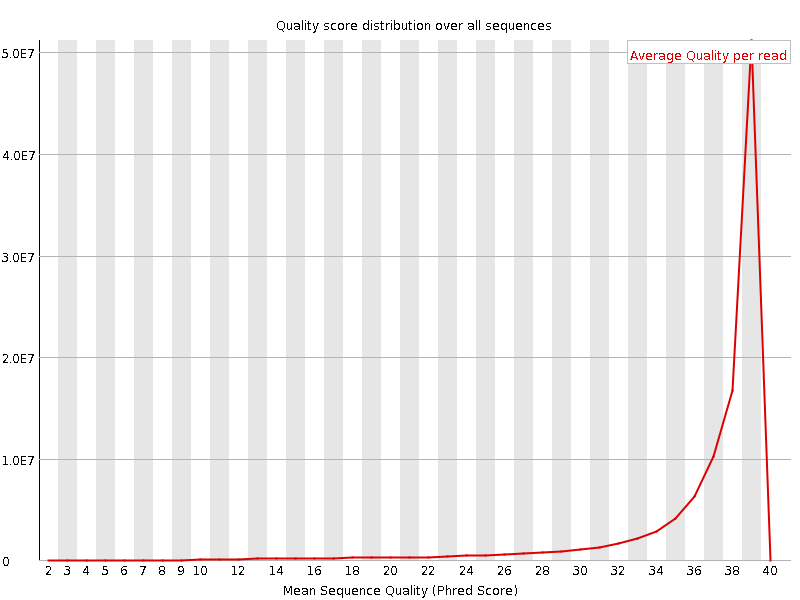 Quality score distribution over all sequences
Average Quality per read
5.0E7
4.0E7
3.0E7
2.0E7
1.0E7
0
2 3 4 5 6 7 8 9 10 12 14 16 18 20 22 24 26 28 30 32 34 36 38 40
Mean Sequence Quality (Phred Score)